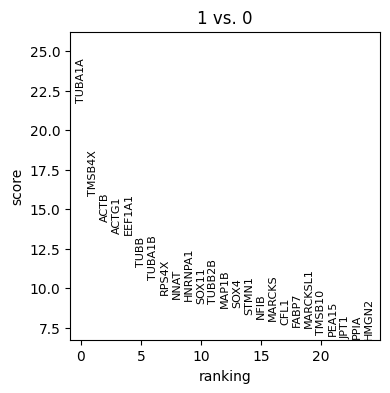 1 vs. 0
25.0
22.5
20.0
17.5
15.0
12.5
10.0
7.5
score
TUBA1A
TMSB4X
ACTB
ACTG1
EEF1A1
TUBB
TUBA1B
RPS4X
NNAT
HNRNPA1
SOX11
TUBB2B
MAP1B
SOX4
STMN1
NFIB
MARCKS
CFL1
FABP7
MARCKSL1
TMSB10
PEA15
JPT1
PPIA
HMGN2
0
5
10
15
20
ranking